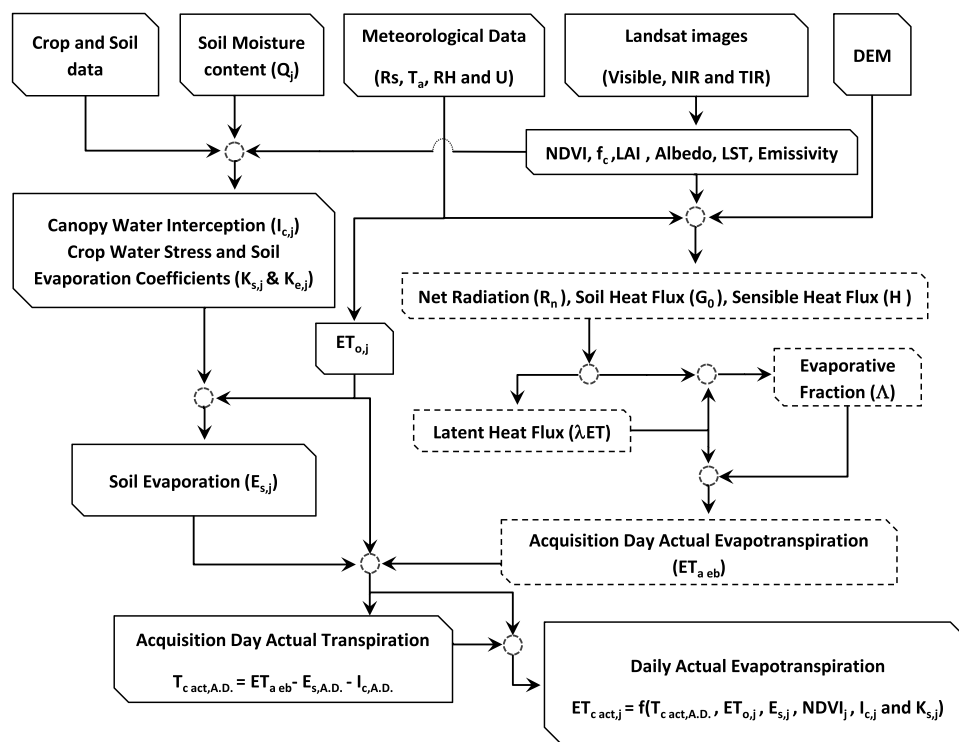 Crop and Soil
data
Soil Moisture
content (Qj)
Meteorological Data
(Rs, Ta, RH and U)
Landsat images
(Visible, NIR and TIR)
DEM
NDVI, fc ,LAI , Albedo, LST, Emissivity
Canopy Water Interception (Ic,j)
Crop Water Stress and Soil
Evaporation Coefficients (Ks,j & Ke,j)
Net Radiation (Rn), Soil Heat Flux (G0), Sensible Heat Flux (H )
ETo,j
Evaporative
Fraction (Λ)
Latent Heat Flux (λET)
Soil Evaporation (Es,j)
Acquisition Day Actual Evapotranspiration
(ETa eb)
Acquisition Day Actual Transpiration
Tc act,A.D. = ETa eb- Es,A.D. - Ic,A.D.
Daily Actual Evapotranspiration
ETc act,j = f(Tc act,A.D. , ETo,j , Es,j , NDVIj , Ic,j and Ks,j)